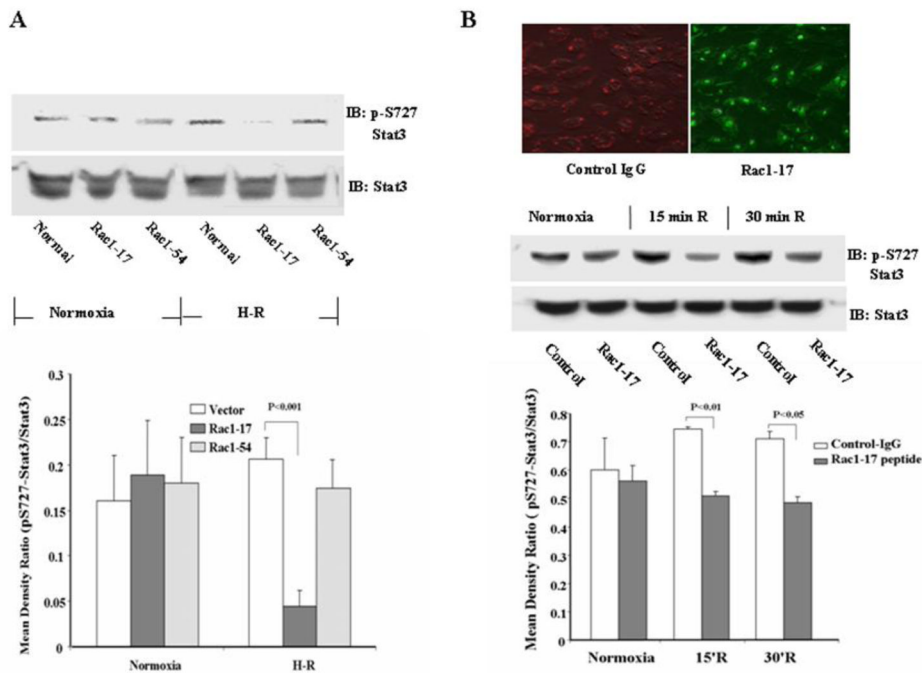 A
IB: p-S727
Stat3
IB: Stat3
Normal
Rac1-17
Rac1-54
Normal
Rac1-17
Rac1-54
Normoxia
H-R
Mean Density Ratio (pS727-Stat3/Stat3)
0.25
0.2
0.15
0.1
0.05
0
Vector
Rac1-17
Rac1-54
P<0.001
Normoxia
H-R
B
Control IgG
Rac1-17
Normoxia
15 min R
30 min R
IB: p-S727
Stat3
IB: Stat3
Control
Rac1-17
Control
Rac1-17
Control
Rac1-17
Mean Density Ratio ( pS727-Stat3/Stat3)
0.8
0.7
0.6
0.5
0.4
0.3
0.2
0.1
0
P<0.01
P<0.05
Control-IgG
Rac1-17 peptide
Normoxia
15'R
30'R